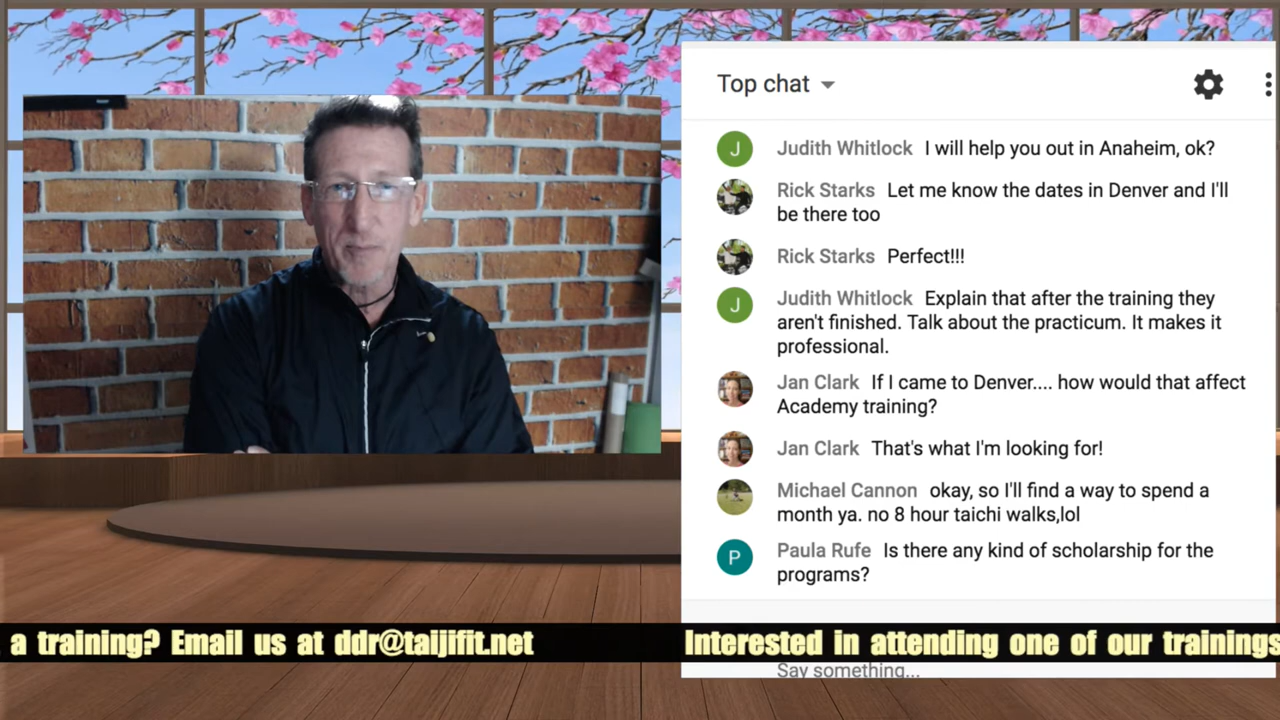 Top chat
Judith Whitlock I will help you out in Anaheim, ok?
Rick Starks Let me know the dates in Denver and I'll
be there too
Rick Starks Perfect!!!
J
Judith Whitlock Explain that after the training they
aren't finished. Talk about the practicum. It makes it
professional.
J
Jan Clark If I came to Denver.... how would that affect
Academy training?
Jan Clark That's what I'm looking for!
Michael Cannon okay, so I'll find a way to spend a
month ya. no 8 hour taichi walks,lol
P
Paula Rufe Is there any kind of scholarship for the
programs?
a training? Email us at ddr@taijifit.net
Interested in attending one of our trainings
Say something...